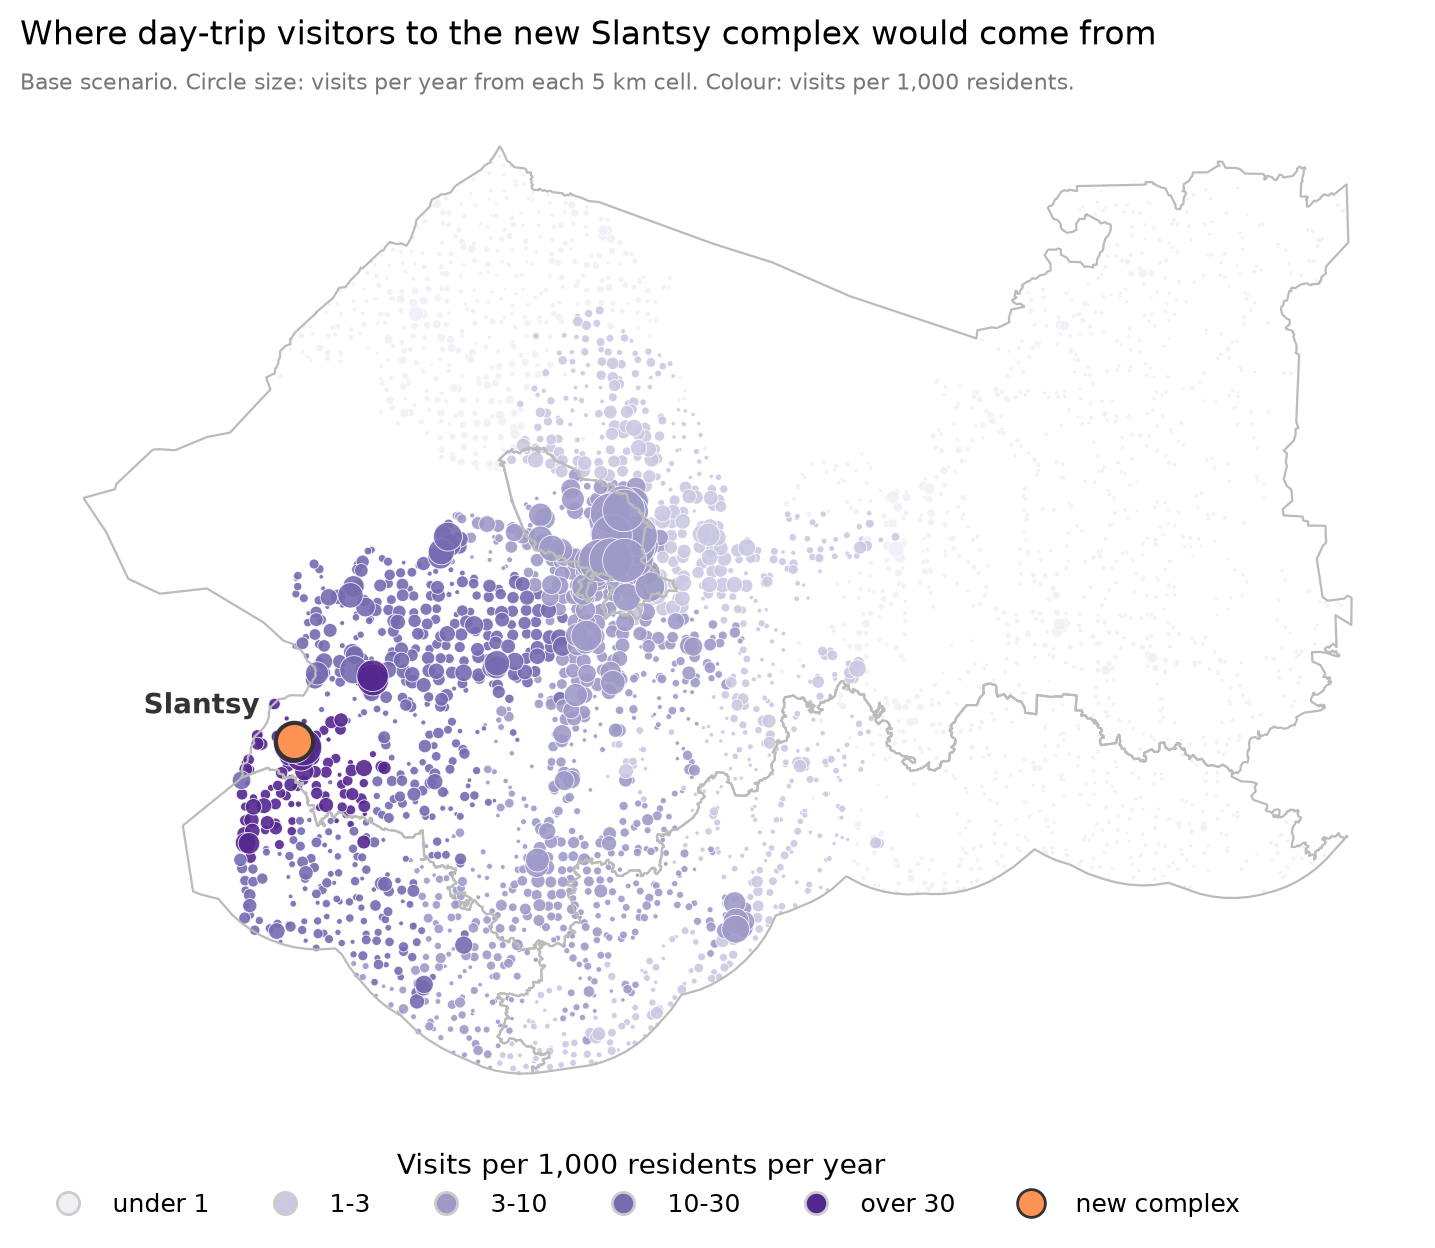 Where day-trip visitors to the new Slantsy complex would come from
Base scenario. Circle size: visits per year from each 5 km cell. Colour: visits per 1,000 residents.
Slantsy
Visits per 1,000 residents per year
under 1
1-3
3-10
10-30
over 30
new complex